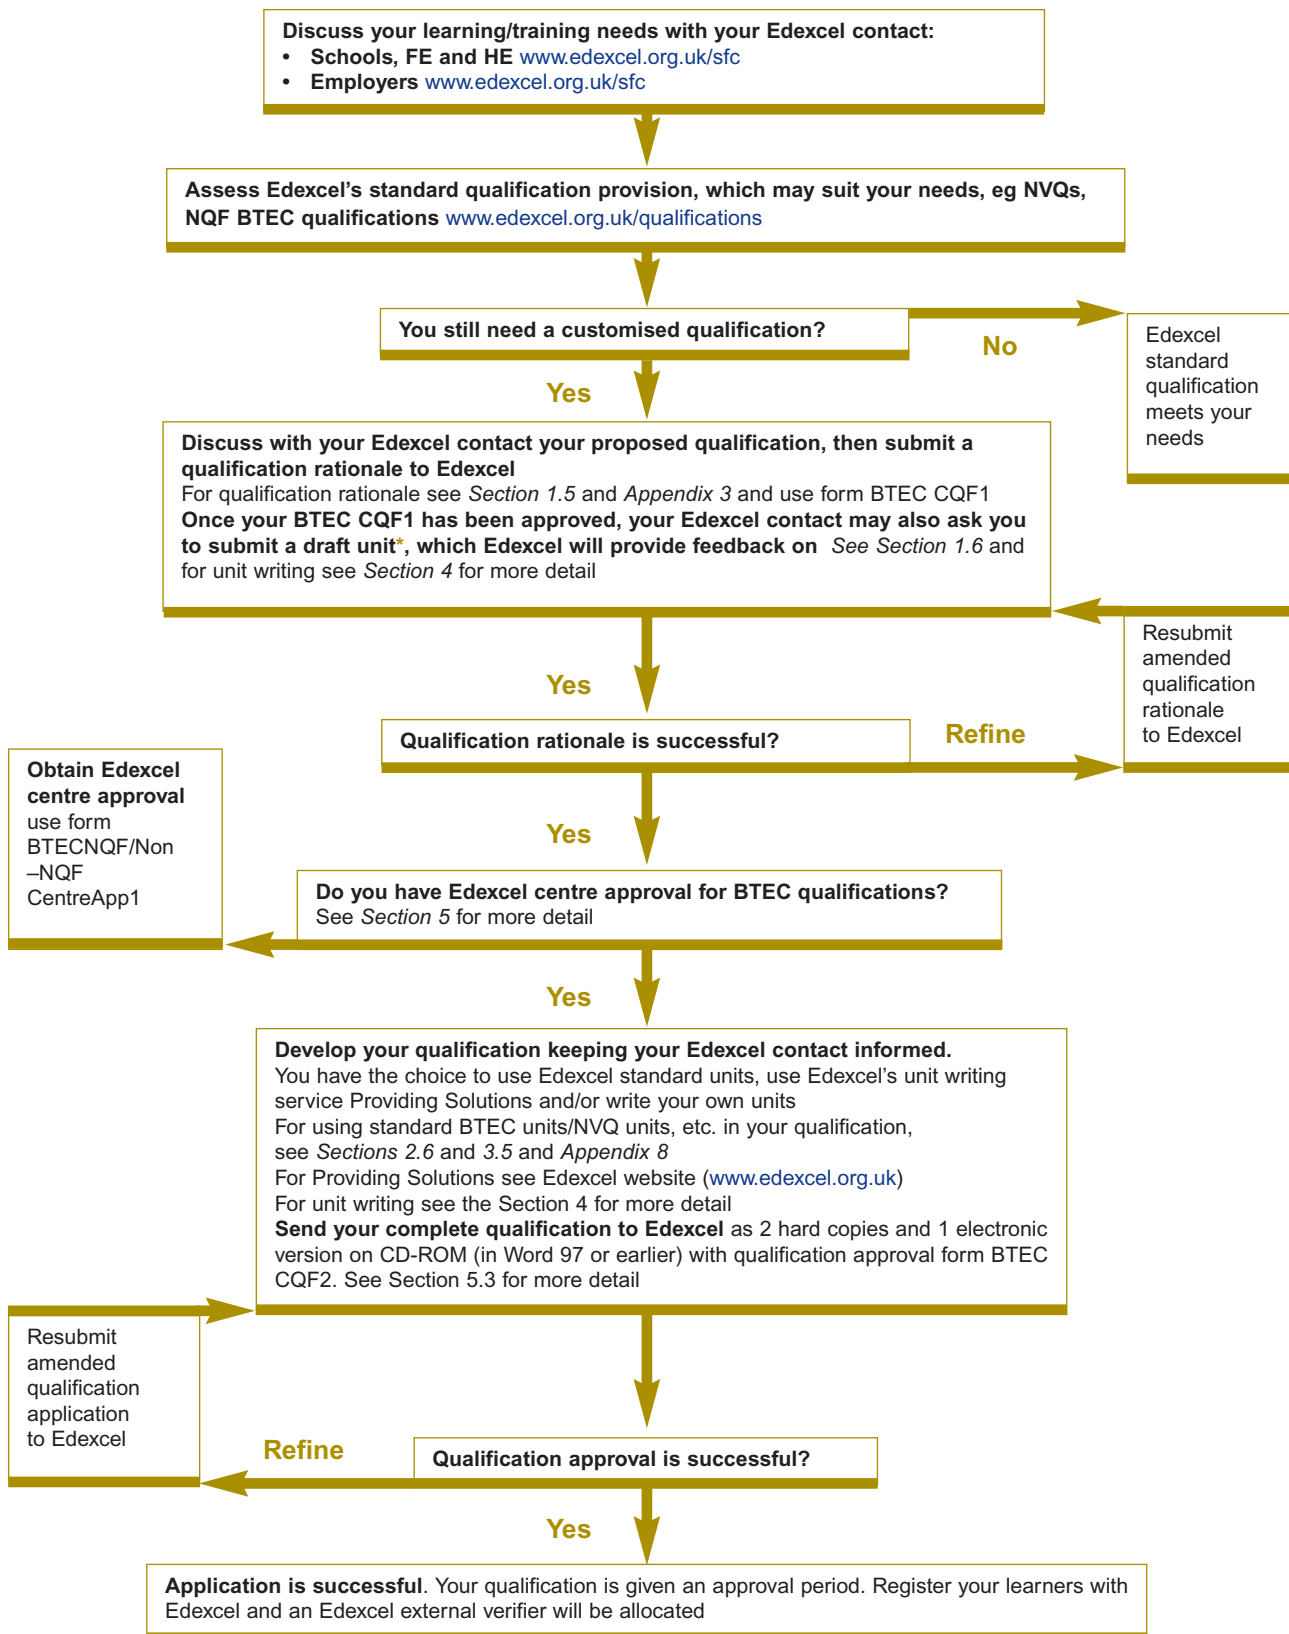 Discuss your learning/training needs with your Edexcel contact:
• Schools, FE and HE www.edexcel.org.uk/sfc
• Employers www.edexcel.org.uk/sfc
Assess Edexcel's standard qualification provision, which may suit your needs, eg NVQs,
NQF BTEC qualifications www.edexcel.org.uk/qualifications
You still need a customised qualification?
No
Edexcel
standard
qualification
meets your
needs
Yes
Discuss with your Edexcel contact your proposed qualification, then submit a
qualification rationale to Edexcel
For qualification rationale see Section 1.5 and Appendix 3 and use form BTEC CQF1
Once your BTEC CQF1 has been approved, your Edexcel contact may also ask you
to submit a draft unit*, which Edexcel will provide feedback on See Section 1.6 and
for unit writing see Section 4 for more detail
Resubmit
amended
qualification
rationale
to Edexcel
Yes
Qualification rationale is successful?
Refine
Obtain Edexcel
centre approval
use form
BTECNQF/Non
–NQF
CentreApp1
Yes
Do you have Edexcel centre approval for BTEC qualifications?
See Section 5 for more detail
Yes
Develop your qualification keeping your Edexcel contact informed.
You have the choice to use Edexcel standard units, use Edexcel's unit writing
service Providing Solutions and/or write your own units
For using standard BTEC units/NVQ units, etc. in your qualification,
see Sections 2.6 and 3.5 and Appendix 8
For Providing Solutions see Edexcel website (www.edexcel.org.uk)
For unit writing see the Section 4 for more detail
Send your complete qualification to Edexcel as 2 hard copies and 1 electronic
version on CD-ROM (in Word 97 or earlier) with qualification approval form BTEC
CQF2. See Section 5.3 for more detail
Resubmit
amended
qualification
application
to Edexcel
Refine
Qualification approval is successful?
Yes
Application is successful. Your qualification is given an approval period. Register your learners with
Edexcel and an Edexcel external verifier will be allocated